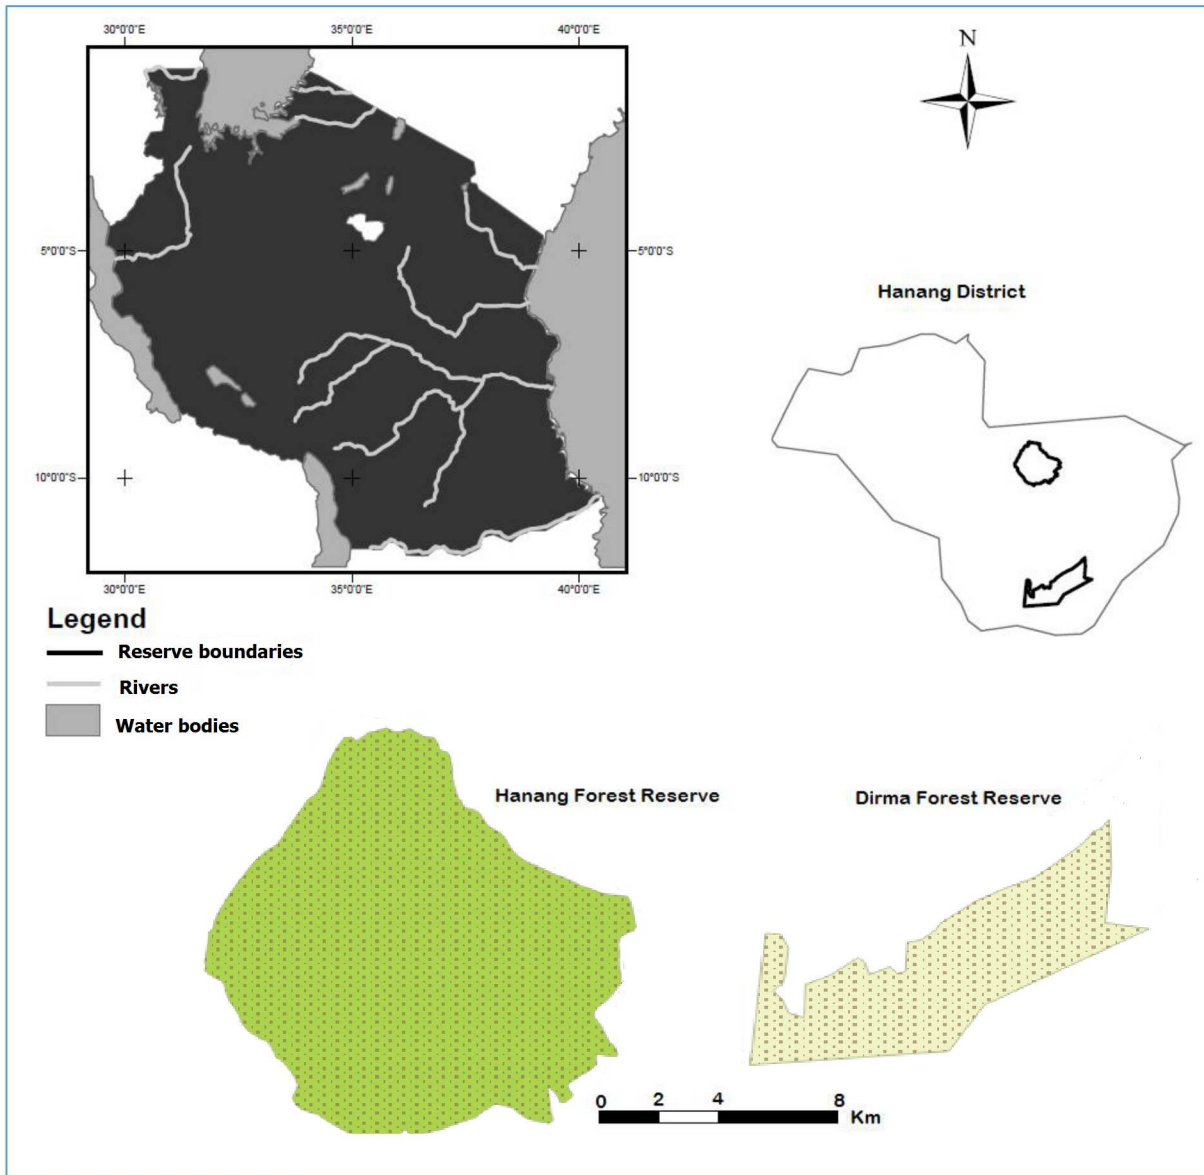 30°0'0"E 35°0'0"E 40°0'0"E
N
5°0'0"S 5°0'0"S
Hanang District
10°0'0"S 10°0'0"S
30°0'0"E 35°0'0"E 40°0'0"E
Legend
Reserve boundaries
Rivers
Water bodies
Hanang Forest Reserve
Dirma Forest Reserve
0 2 4 8
Km